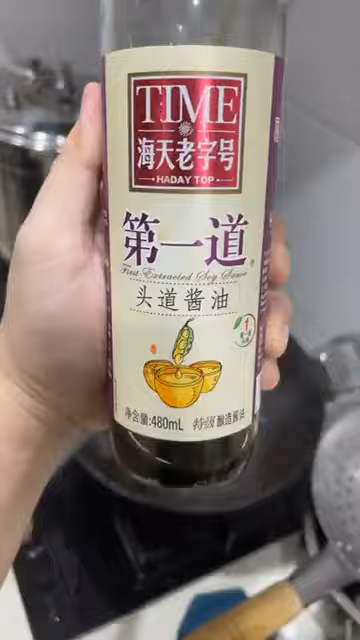 TIME
海天老字号
·HADAY TOP·
第一道
First Extracted Soy Sauce
头道酱油
1
净含量:480mL 特级 酿造酱油